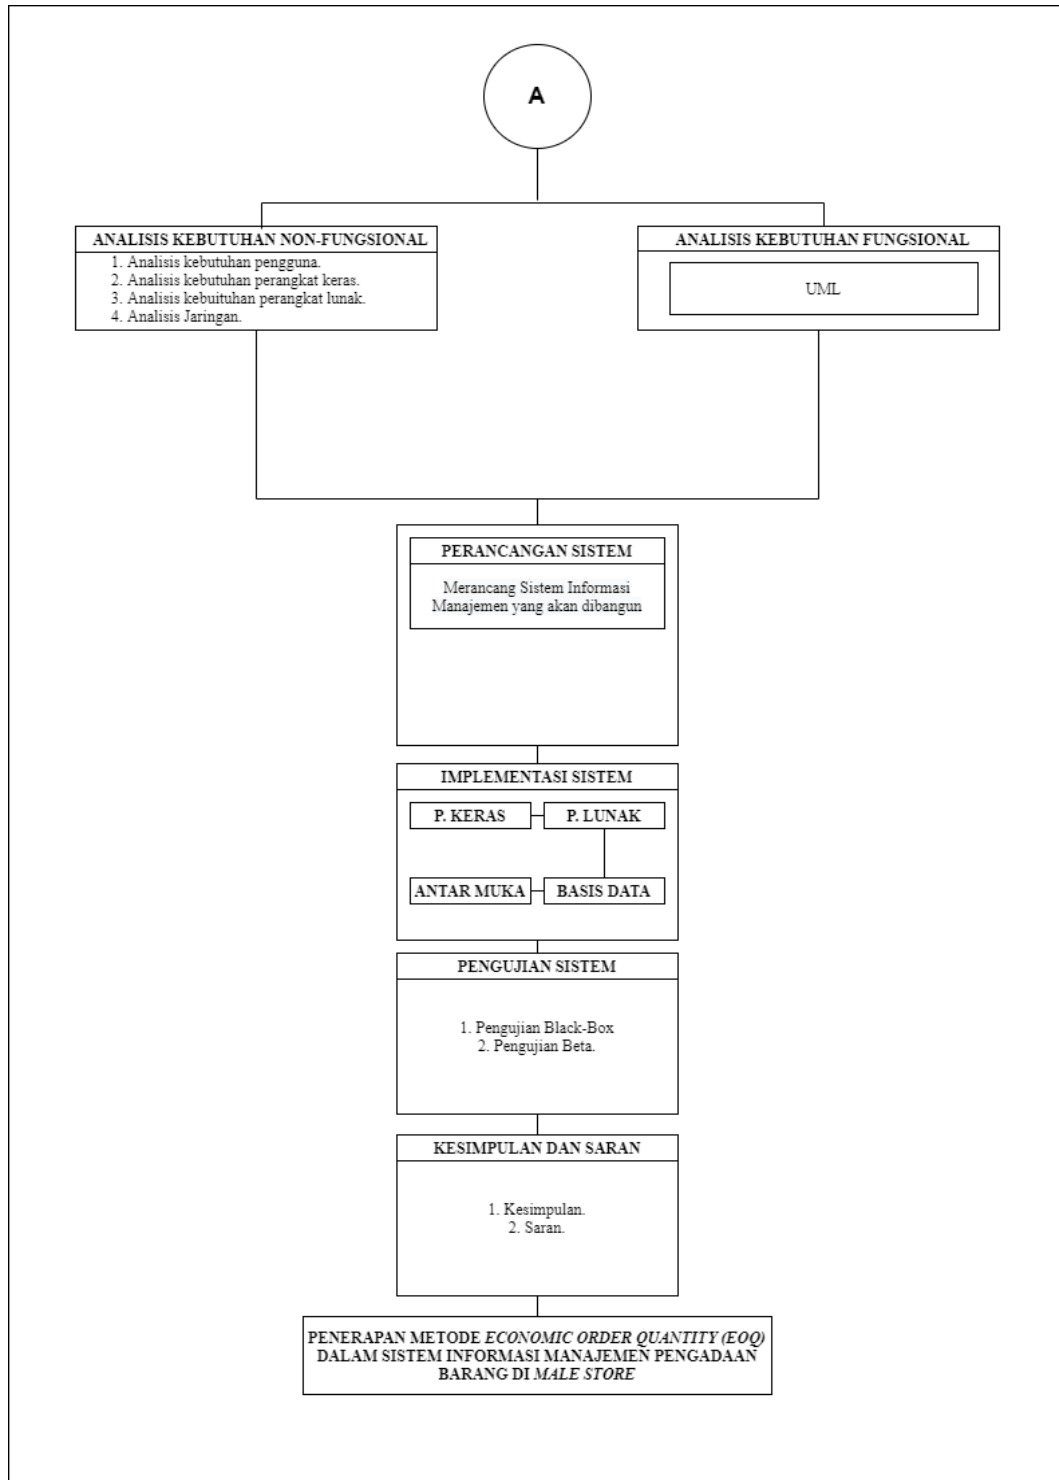 A
ANALISIS KEBUTUHAN NON-FUNGSIONAL
1. Analisis kebutuhan pengguna.
2. Analisis kebutuhan perangkat keras.
3. Analisis kebuituhan perangkat lunak.
4. Analisis Jaringan.
ANALISIS KEBUTUHAN FUNGSIONAL
UML
PERANCANGAN SISTEM
Merancang Sistem Informasi
Manajemen yang akan dibangun
IMPLEMENTASI SISTEM
P. KERAS
P. LUNAK
ANTAR MUKA
BASIS DATA
PENGUJIAN SISTEM
1. Pengujian Black-Box
2. Pengujian Beta.
KESIMPULAN DAN SARAN
1. Kesimpulan.
2. Saran.
PENERAPAN METODE ECONOMIC ORDER QUANTITY (EOQ)
DALAM SISTEM INFORMASI MANAJEMEN PENGADAAN
BARANG DI MALE STORE